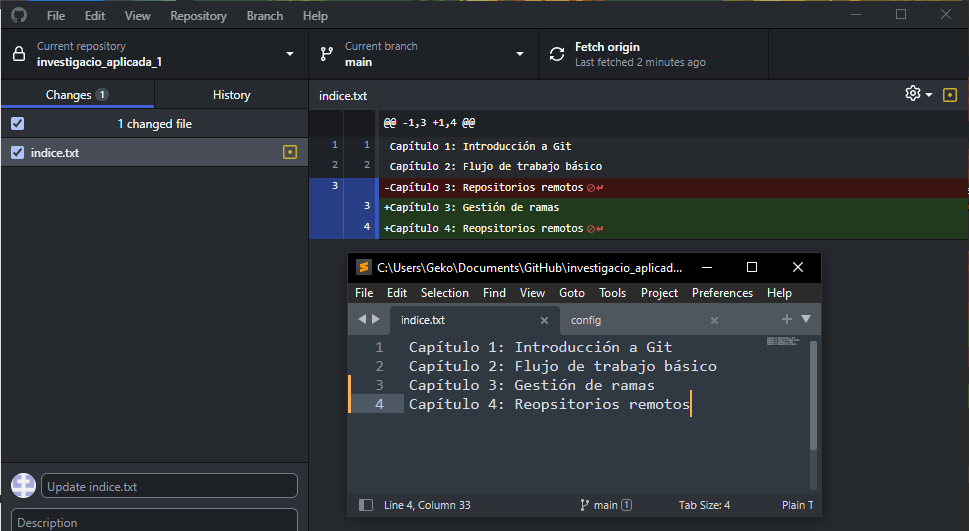 File Edit View Repository Branch Help
Current repository
investigacio_aplicada_1
Current branch
main
Fetch origin
Last fetched 2 minutes ago
Changes 1
History
indice.txt
1 changed file
indice.txt
@@ -1,3 +1,4 @@
1 1 Capítulo 1: Introducción a Git
2 2 Capítulo 2: Flujo de trabajo básico
3 -Capítulo 3: Repositorios remotos
3 +Capítulo 3: Gestión de ramas
4 +Capítulo 4: Reopsitorios remotos
C:\Users\Geko\Documents\GitHub\investigacio_aplicad...
File Edit Selection Find View Goto Tools Project Preferences Help
indice.txt
config
1 Capítulo 1: Introducción a Git
2 Capítulo 2: Flujo de trabajo básico
3 Capítulo 3: Gestión de ramas
4 Capítulo 4: Reopsitorios remotos
Line 4, Column 33
main 1
Tab Size: 4
Plain T
Update indice.txt
Description